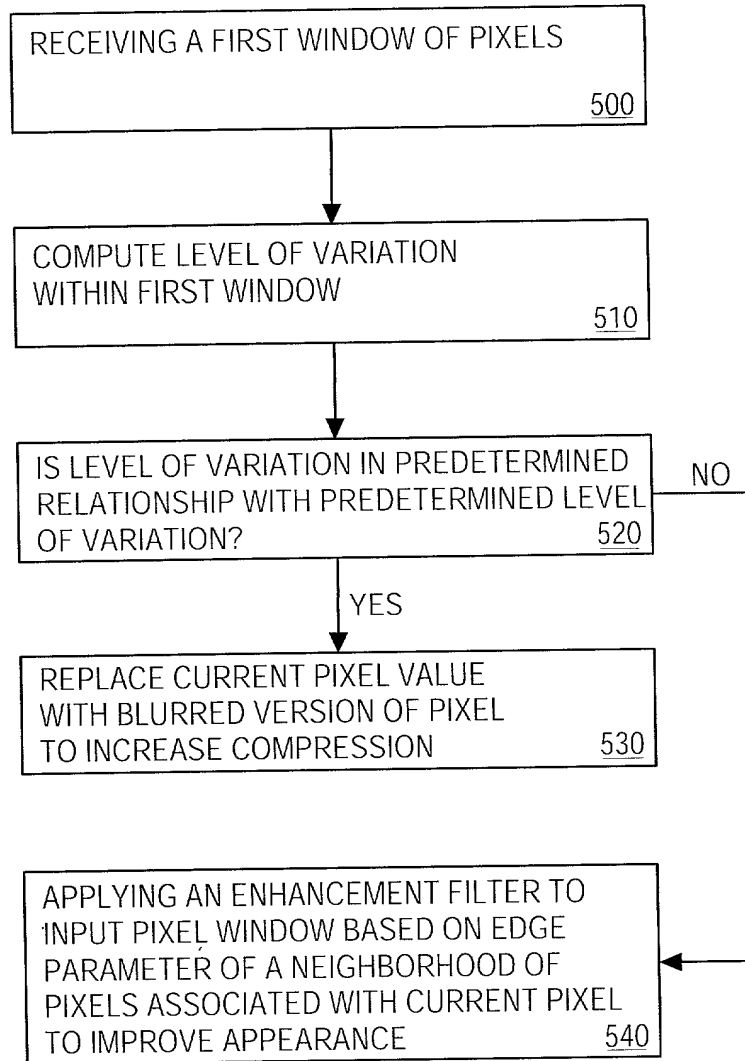 RECEIVING A FIRST WINDOW OF PIXELS
500
COMPUTE LEVEL OF VARIATION
WITHIN FIRST WINDOW
510
IS LEVEL OF VARIATION IN PREDETERMINED
RELATIONSHIP WITH PREDETERMINED LEVEL
OF VARIATION?
520
NO
YES
REPLACE CURRENT PIXEL VALUE
WITH BLURRED VERSION OF PIXEL
TO INCREASE COMPRESSION
530
APPLYING AN ENHANCEMENT FILTER TO
INPUT PIXEL WINDOW BASED ON EDGE
PARAMETER OF A NEIGHBORHOOD OF
PIXELS ASSOCIATED WITH CURRENT PIXEL
TO IMPROVE APPEARANCE
540